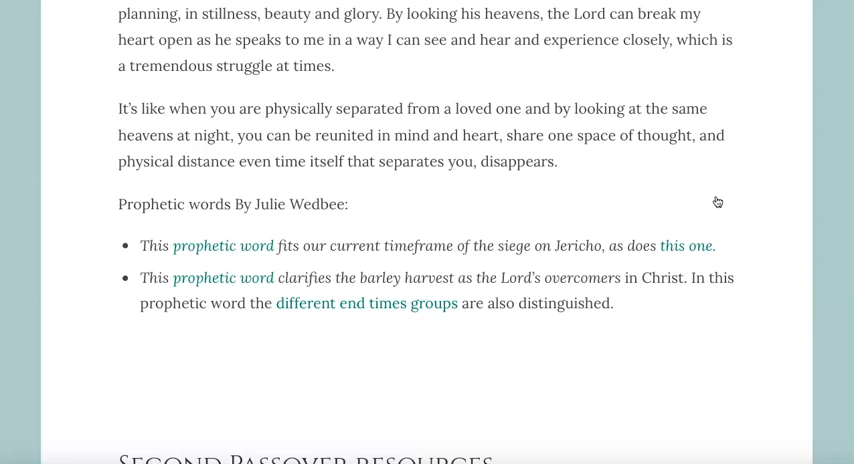 planning, in stillness, beauty and glory. By looking his heavens, the Lord can break my
heart open as he speaks to me in a way I can see and hear and experience closely, which is
a tremendous struggle at times.
It's like when you are physically separated from a loved one and by looking at the same
heavens at night, you can be reunited in mind and heart, share one space of thought, and
physical distance even time itself that separates you, disappears.
Prophetic words By Julie Wedbee:
• This prophetic word fits our current timeframe of the siege on Jericho, as does this one.
• This prophetic word clarifies the barley harvest as the Lord's overcomers in Christ. In this
prophetic word the different end times groups are also distinguished.
Second Passover resources